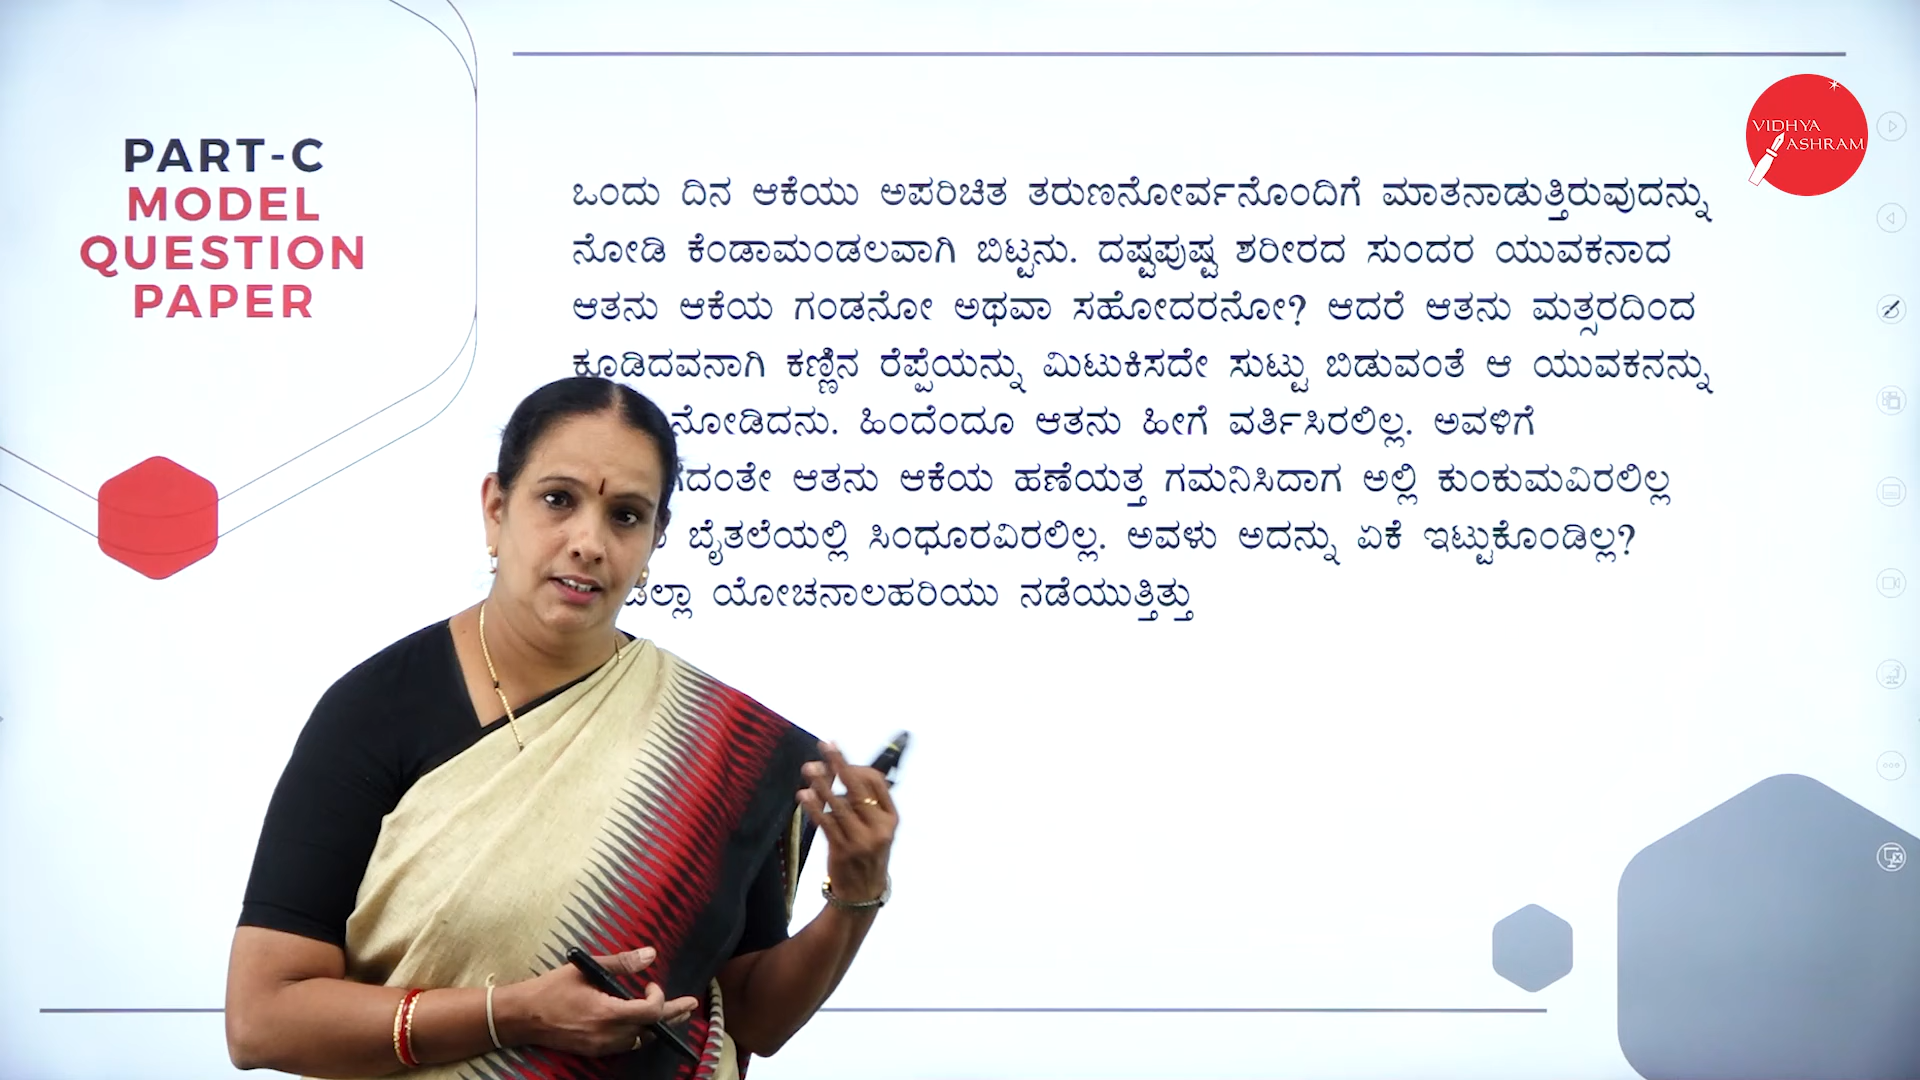 PART-C
MODEL
QUESTION
PAPER
VIDHYA
ASHRAM
ಒಂದು ದಿನ ಆಕೆಯು ಅಪರಿಚಿತ ತರುಣನೋರ್ವನೊಂದಿಗೆ ಮಾತನಾಡುತ್ತಿರುವುದನ್ನು
ನೋಡಿ ಕೆಂಡಾಮಂಡಲವಾಗಿ ಬಿಟ್ಟನು. ದಷ್ಟಪುಷ್ಟ ಶರೀರದ ಸುಂದರ ಯುವಕನಾದ
ಆತನು ಆಕೆಯ ಗಂಡನೋ ಅಥವಾ ಸಹೋದರನೋ? ಆದರೆ ಆತನು ಮತ್ಸರದಿಂದ
ಕೂಡಿದವನಾಗಿ ಕಣ್ಣಿನ ರೆಪ್ಪೆಯನ್ನು ಮಿಟುಕಿಸದೇ ಸುಟ್ಟು ಬಿಡುವಂತೆ ಆ ಯುವಕನನ್ನು
ನೋಡಿದನು. ಹಿಂದೆಂದೂ ಆತನು ಹೀಗೆ ವರ್ತಿಸಿರಲಿಲ್ಲ. ಅವಳಿಗೆ
ಆತನು ಆಕೆಯ ಹಣೆಯತ್ತ ಗಮನಿಸಿದಾಗ ಅಲ್ಲಿ ಕುಂಕುಮವಿರಲಿಲ್ಲ
ಬೈತಲೆಯಲ್ಲಿ ಸಿಂಧೂರವಿರಲಿಲ್ಲ. ಅವಳು ಅದನ್ನು ಏಕೆ ಇಟ್ಟುಕೊಂಡಿಲ್ಲ?
ಯೋಚನಾಲಹರಿಯು ನಡೆಯುತ್ತಿತ್ತು